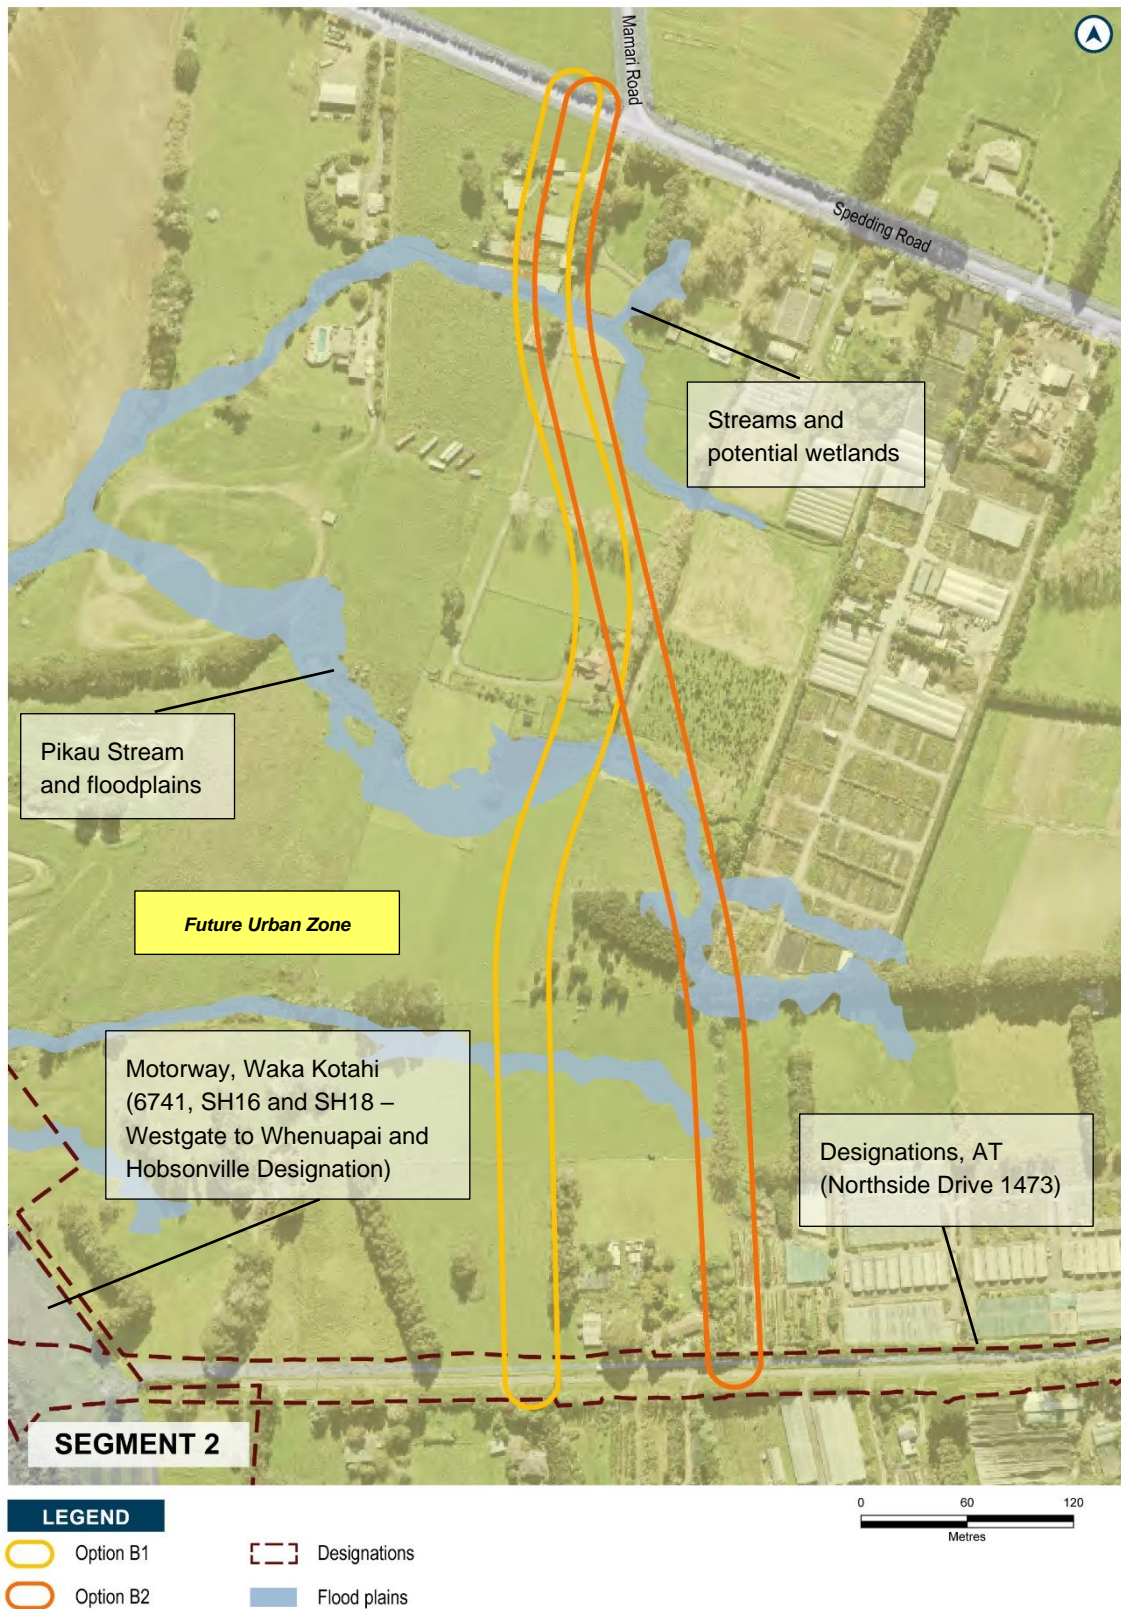 Mamari Road
Spedding Road
Streams and
potential wetlands
Pikau Stream
and floodplains
Future Urban Zone
Motorway, Waka Kotahi
(6741, SH16 and SH18 –
Westgate to Whenuapai and
Hobsonville Designation)
Designations, AT
(Northside Drive 1473)
SEGMENT 2
LEGEND
Option B1
Designations
Option B2
Flood plains
0 60 120
Metres